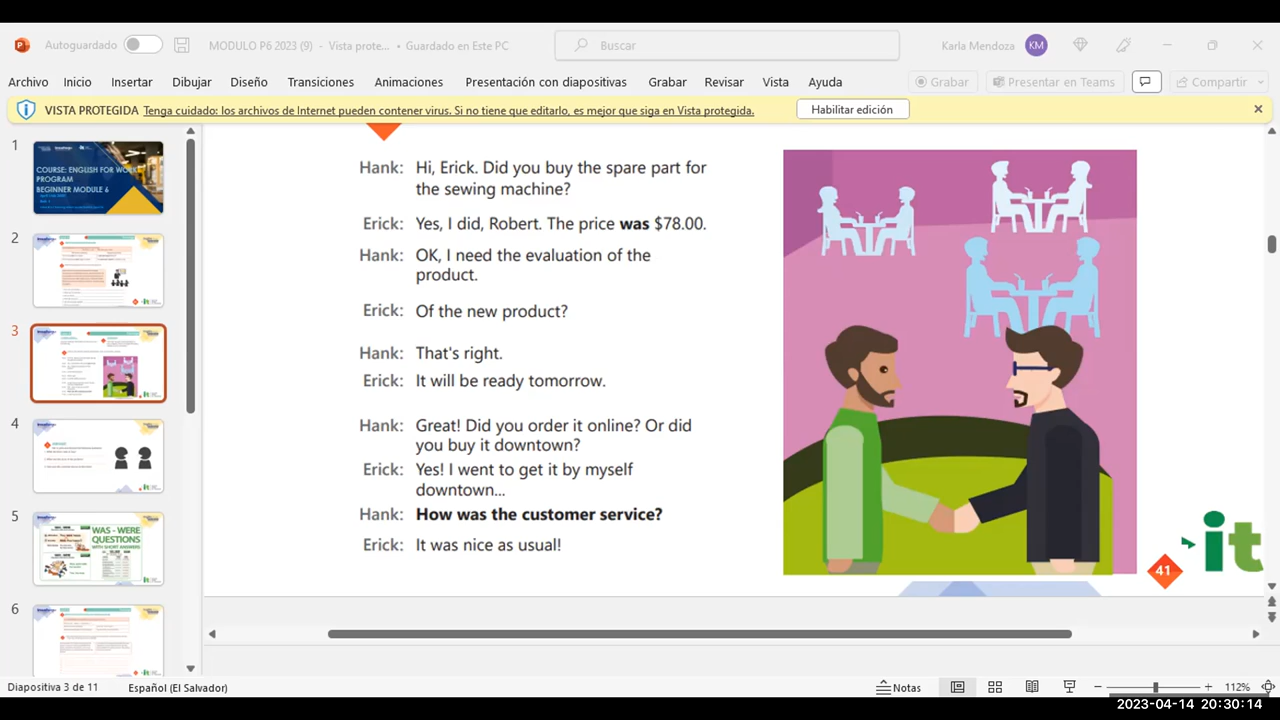 Autoguardado
MODULO P6 2023 (9) - Vista prote... • Guardado en Este PC
Buscar
Karla Mendoza KM
Archivo Inicio Insertar Dibujar Diseño Transiciones Animaciones Presentación con diapositivas Grabar Revisar Vista Ayuda
Grabar Presentar en Teams Compartir
VISTA PROTEGIDA Tenga cuidado: los archivos de Internet pueden contener virus. Si no tiene que editarlo, es mejor que siga en Vista protegida. Habilitar edición
1
COURSE: ENGLISH FOR WORK
PROGRAM
BEGINNER MODULE 6
2
3
4
5
WAS - WERE
QUESTIONS
WITH SHORT ANSWERS
6
Hank: Hi, Erick. Did you buy the spare part for
the sewing machine?
Erick: Yes, I did, Robert. The price was $78.00.
Hank: OK, I need the evaluation of the
product.
Erick: Of the new product?
Hank: That's right.
Erick: It will be ready tomorrow.
Hank: Great! Did you order it online? Or did
you buy it downtown?
Erick: Yes! I went to get it by myself
downtown...
Hank: How was the customer service?
Erick: It was nice as usual!
it
41
Diapositiva 3 de 11 Español (El Salvador) Notas 112%
2023-04-14 20:30:14